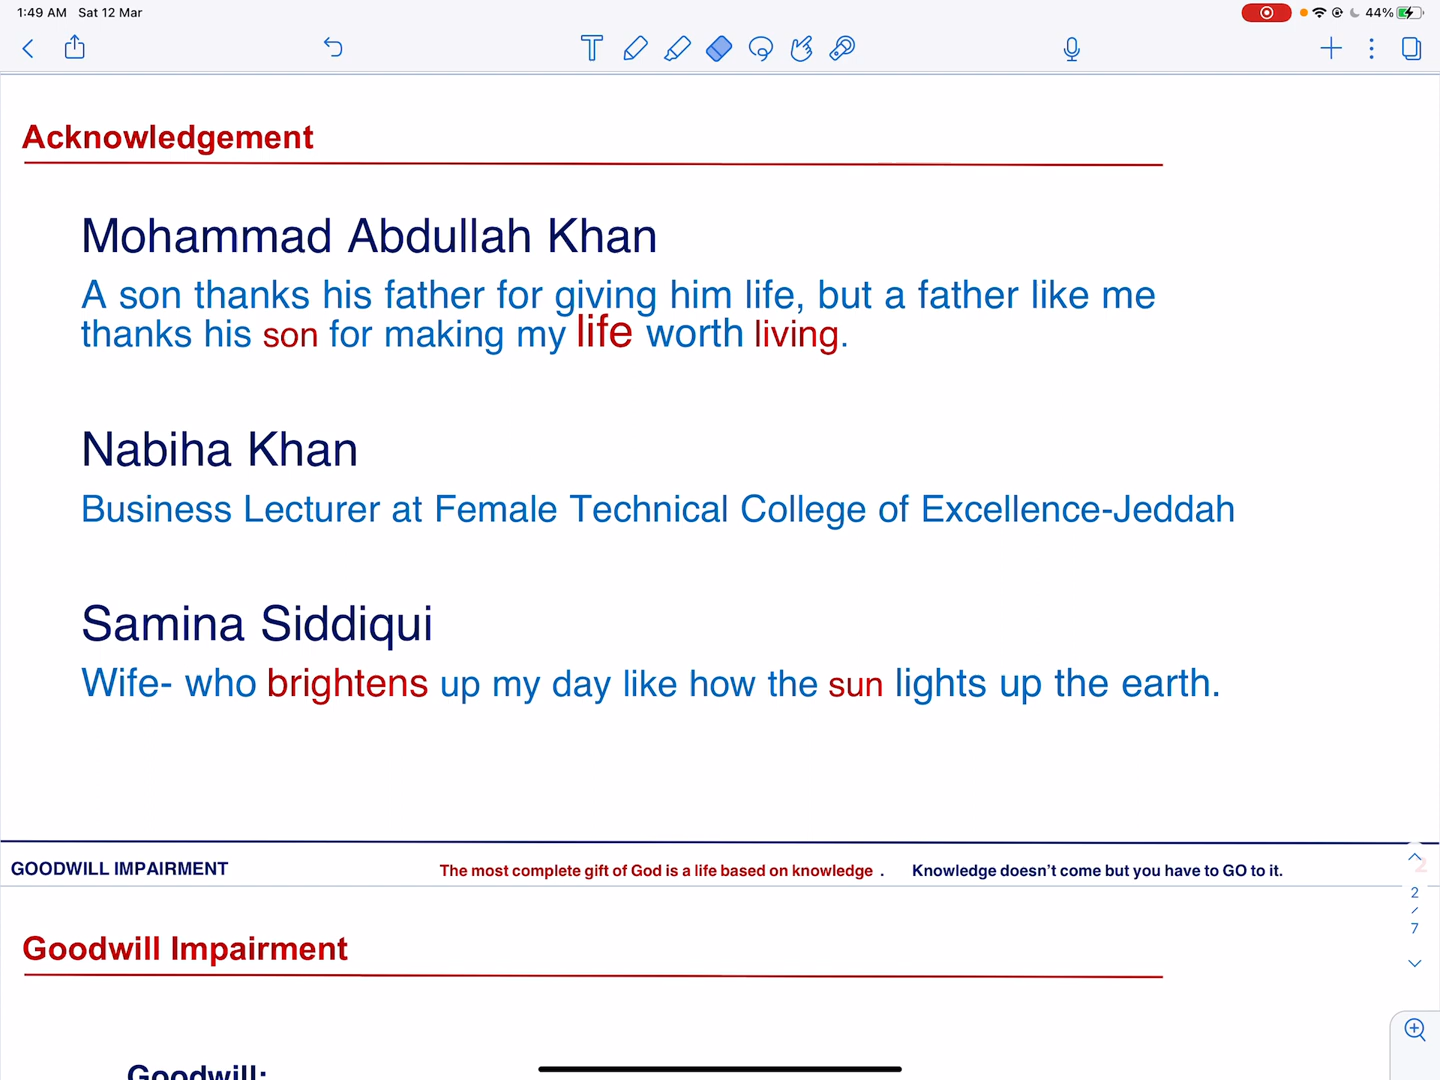 1:49 AM Sat 12 Mar
44%
Acknowledgement
Mohammad Abdullah Khan
A son thanks his father for giving him life, but a father like me
thanks his son for making my life worth living.
Nabiha Khan
Business Lecturer at Female Technical College of Excellence-Jeddah
Samina Siddiqui
Wife- who brightens up my day like how the sun lights up the earth.
GOODWILL IMPAIRMENT
The most complete gift of God is a life based on knowledge .
Knowledge doesn’t come but you have to GO to it.
2
2
/
7
Goodwill Impairment
Goodwill: